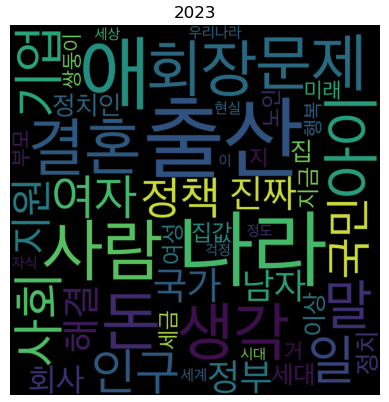 2023
세상
우리나라
쌍둥이
기업
애
회장
문제
미래
정치인
현실
노인
행복
부모
결혼
출산
이
지
집
지금
아이
지원
여자
정책
진짜
국민
사람
나라
여성
집값
정도
걱정
자식
사회
해결
돈
국가
남자
이상
말
세금
생각
시대
거
일
정치
회사
인구
정부
세계
세대